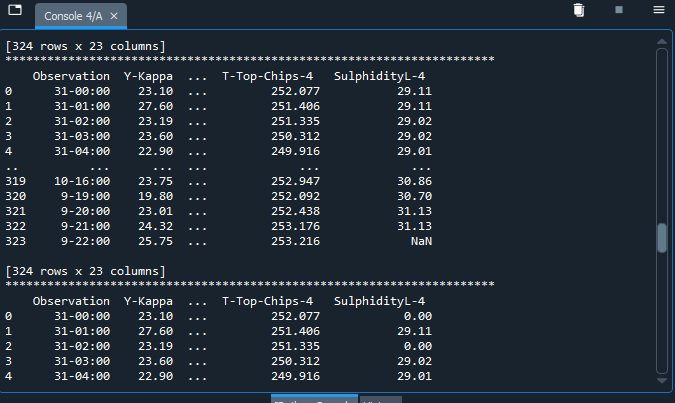 Console 4/A
[324 rows x 23 columns]
*********************************************************************
Observation Y-Kappa ... T-Top-Chips-4 SulphidityL-4
0 31-00:00 23.10 ... 252.077 29.11
1 31-01:00 27.60 ... 251.406 29.11
2 31-02:00 23.19 ... 251.335 29.02
3 31-03:00 23.60 ... 250.312 29.02
4 31-04:00 22.90 ... 249.916 29.01
.. ... ... ... ... ...
319 10-16:00 23.75 ... 252.947 30.86
320 9-19:00 19.80 ... 252.092 30.70
321 9-20:00 23.01 ... 252.438 31.13
322 9-21:00 24.32 ... 253.176 31.13
323 9-22:00 25.75 ... 253.216 NaN
[324 rows x 23 columns]
*********************************************************************
Observation Y-Kappa ... T-Top-Chips-4 SulphidityL-4
0 31-00:00 23.10 ... 252.077 0.00
1 31-01:00 27.60 ... 251.406 29.11
2 31-02:00 23.19 ... 251.335 0.00
3 31-03:00 23.60 ... 250.312 29.02
4 31-04:00 22.90 ... 249.916 29.01